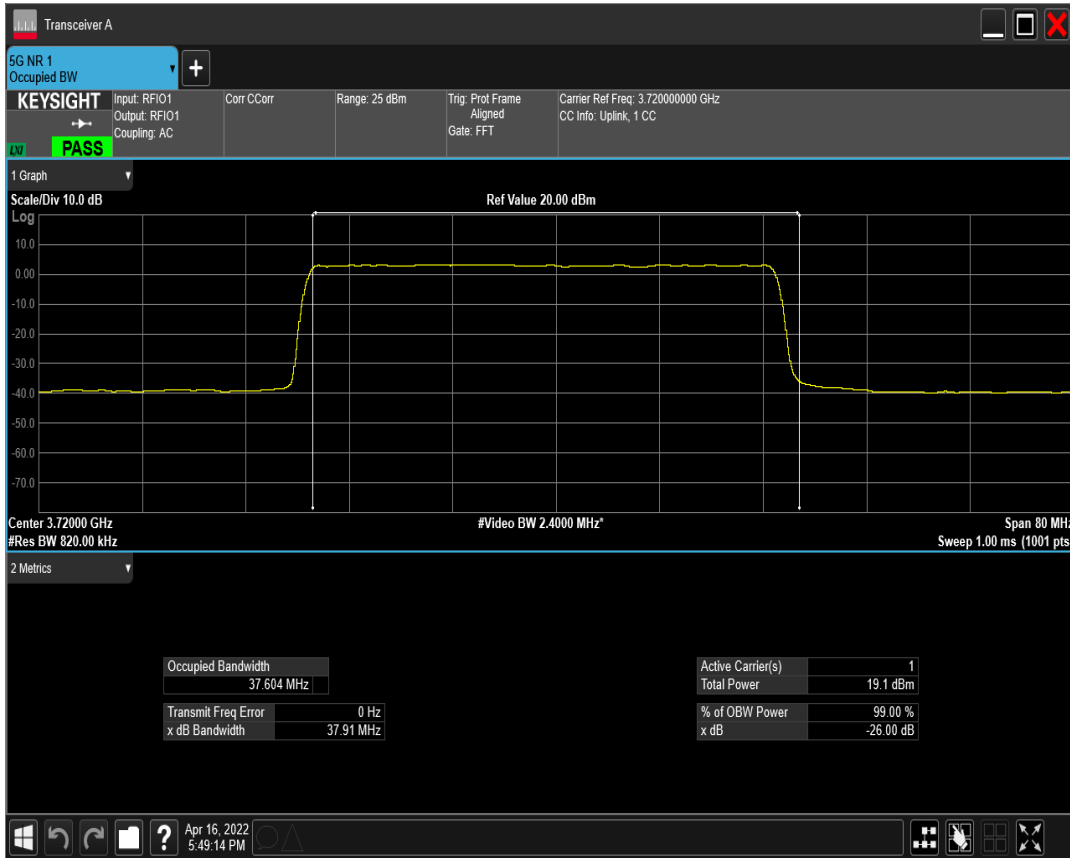 Transceiver A
5G NR 1
Occupied BW
KEYSIGHT
LXI
PASS
Input: RFIO1
Output: RFIO1
Coupling: AC
Corr CCorr
Range: 25 dBm
Trig: Prot Frame
Aligned
Gate: FFT
Carrier Ref Freq: 3.720000000 GHz
CC Info: Uplink, 1 CC
1 Graph
Scale/Div 10.0 dB
Ref Value 20.00 dBm
Log
10.0
0.00
-10.0
-20.0
-30.0
-40.0
-50.0
-60.0
-70.0
Center 3.72000 GHz
#Video BW 2.4000 MHz*
Span 80 MHz
#Res BW 820.00 kHz
Sweep 1.00 ms (1001 pts
2 Metrics
Occupied Bandwidth
37.604 MHz
Transmit Freq Error 0 Hz
x dB Bandwidth 37.91 MHz
Active Carrier(s) 1
Total Power 19.1 dBm
% of OBW Power 99.00 %
x dB -26.00 dB
?
Apr 16, 2022
5:49:14 PM